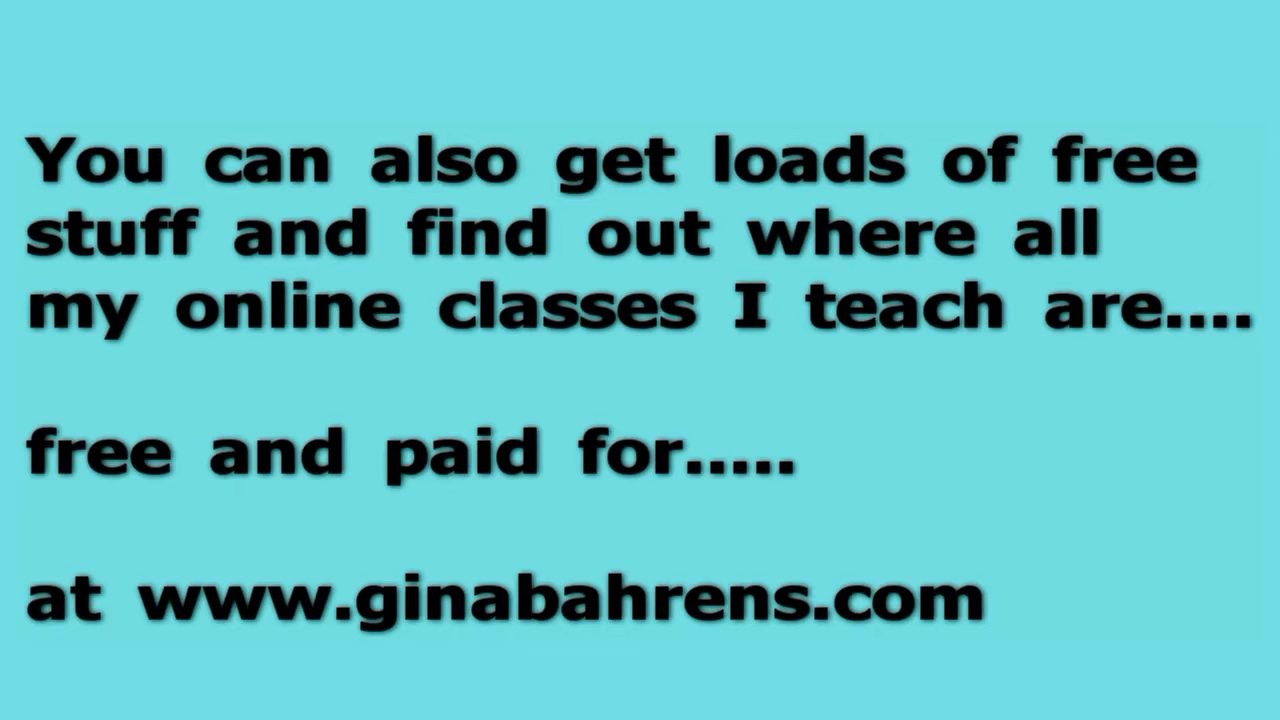 You can also get loads of free
stuff and find out where all
my online classes I teach are....
free and paid for.....
at www.ginabahrens.com